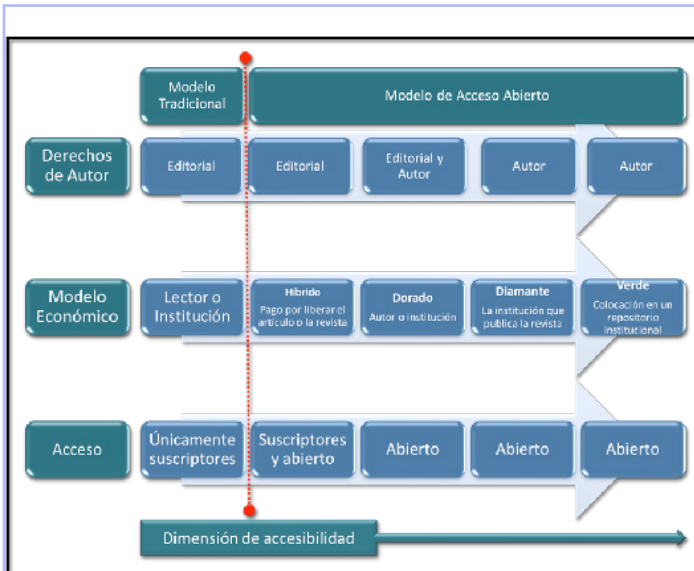 Modelo
Tradicional
Modelo de Acceso Abierto
Derechos
de Autor
Editorial
Editorial
Editorial y
Autor
Autor
Autor
Modelo
Económico
Lector o
Institución
Híbrido
Pago por liberar el
artículo o la revista
Dorado
Autor o institución
Diamante
La institución que
publica la revista
Verde
Colocación en un
repositorio
institucional
Acceso
Únicamente
suscriptores
Suscriptores
y abierto
Abierto
Abierto
Abierto
Dimensión de accesibilidad